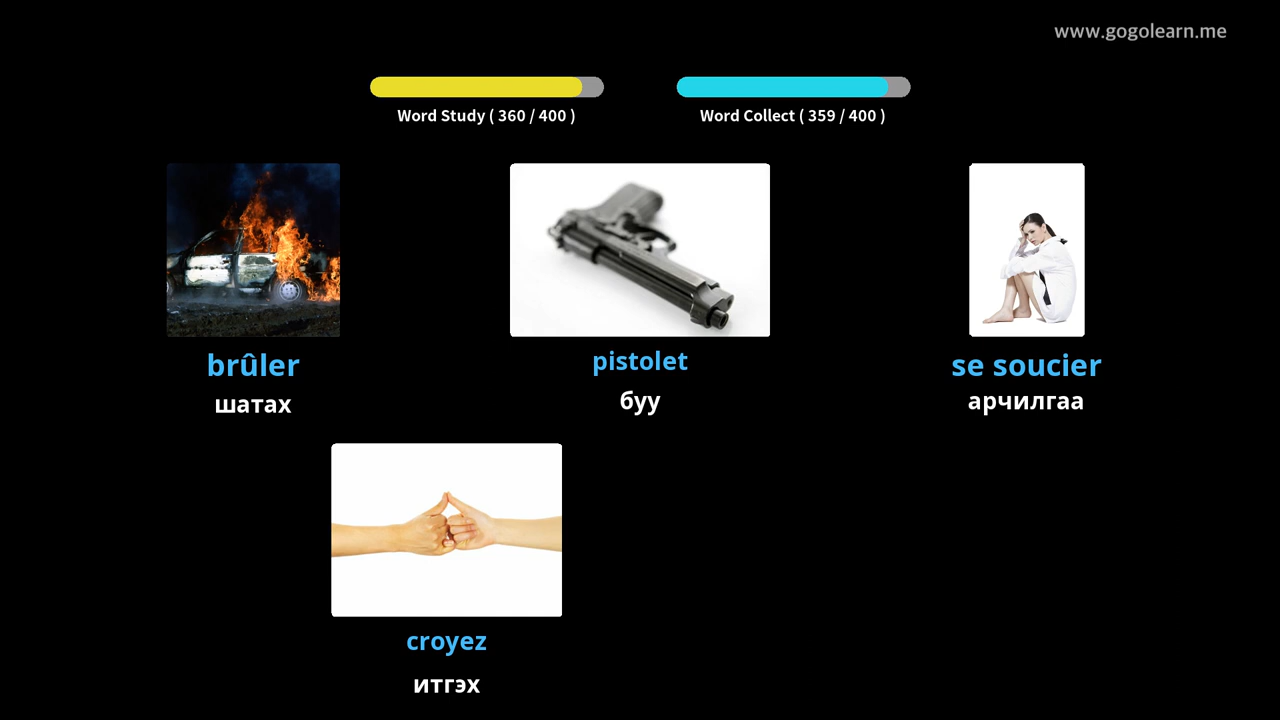 www.gogolearn.me
Word Study ( 360 / 400 )
Word Collect ( 359 / 400 )
brûler
шатах
pistolet
буу
se soucier
арчилгаа
croyez
итгэх